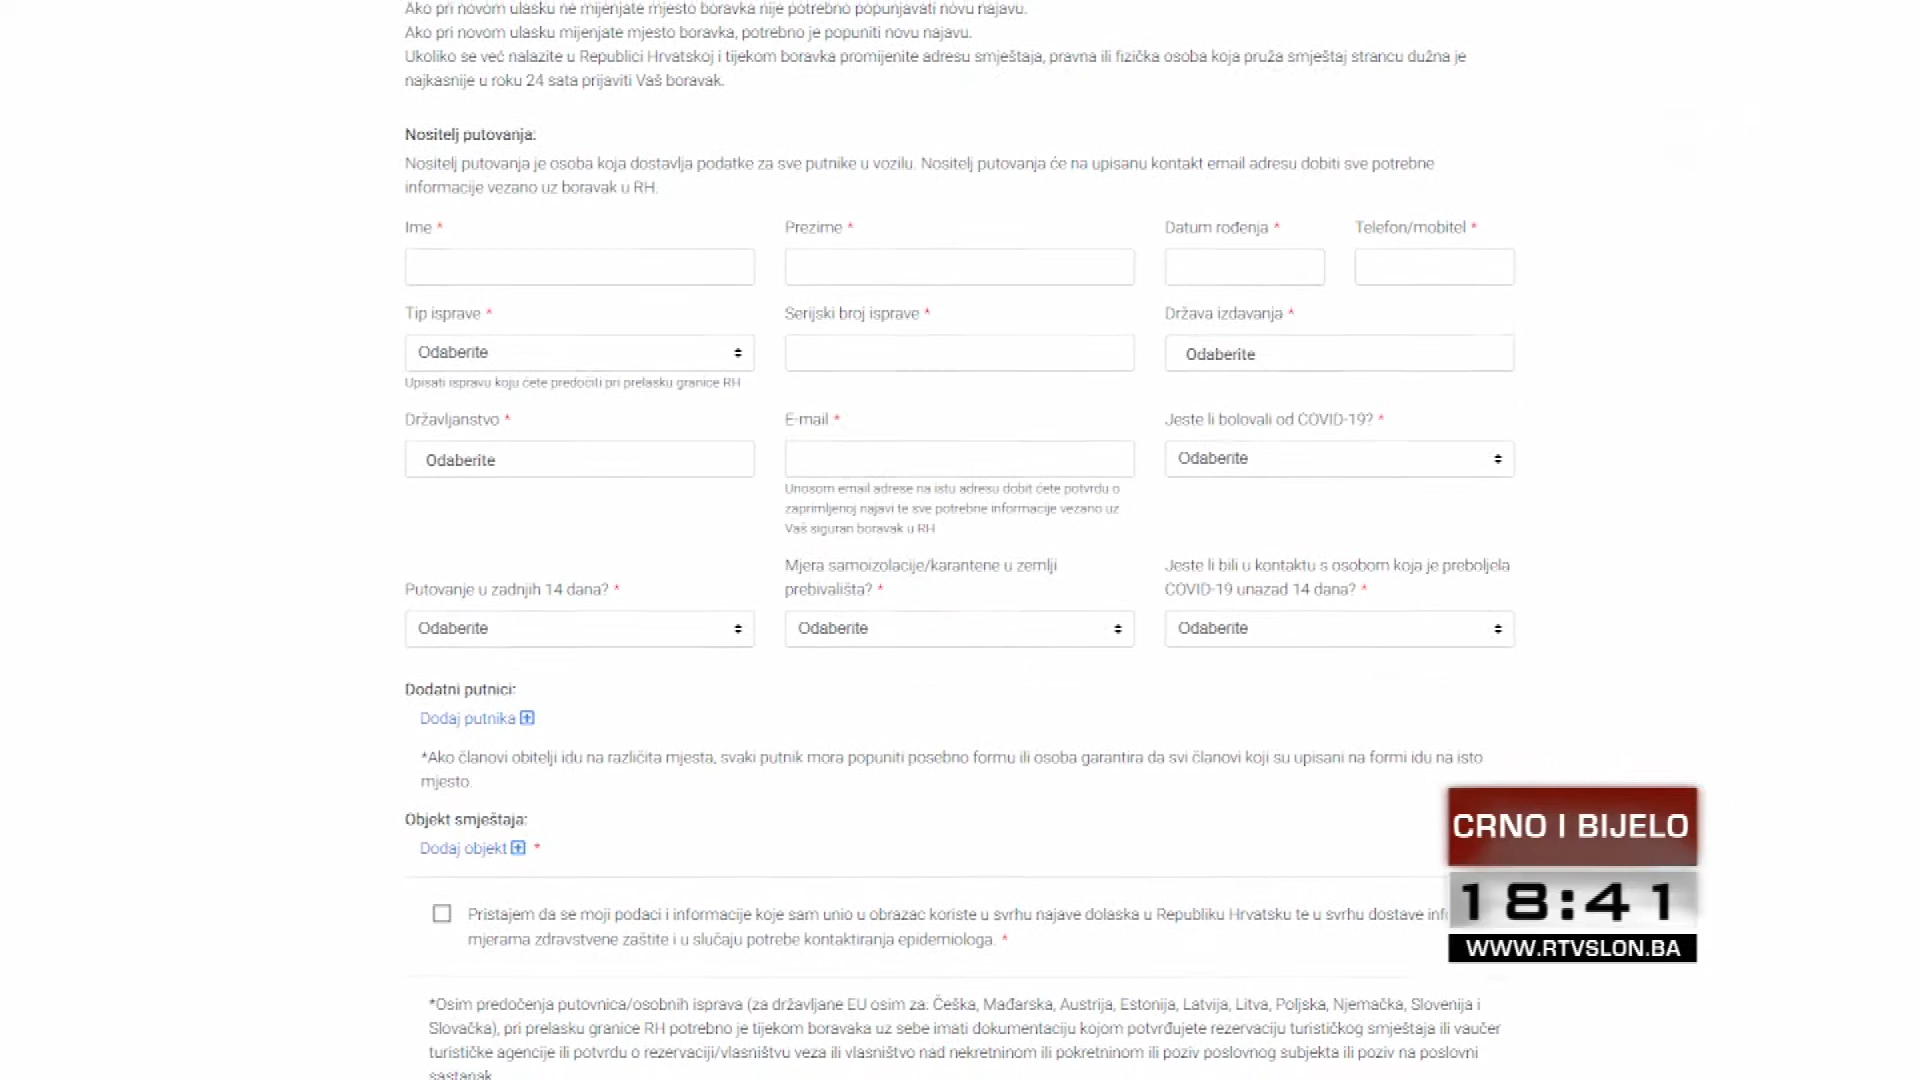 Ako pri novom ulasku ne mijenjate mjesto boravka nije potrebno popunjavati novu najavu.
Ako pri novom ulasku mijenjate mjesto boravka, potrebno je popuniti novu najavu.
Ukoliko se već nalazite u Republici Hrvatskoj i tijekom boravka promijenite adresu smještaja, pravna ili fizička osoba koja pruža smještaj strancu dužna je
najkasnije u roku 24 sata prijaviti Vaš boravak.
Nositelj putovanja:
Nositelj putovanja je osoba koja dostavlja podatke za sve putnike u vozilu. Nositelj putovanja će na upisanu kontakt email adresu dobiti sve potrebne
informacije vezano uz boravak u RH.
Ime * Prezime * Datum rođenja * Telefon/mobitel *
Tip isprave * Serijski broj isprave * Država izdavanja *
Odaberite Odaberite
Upisati ispravu koju ćete predočiti pri prelasku granice RH
Državljanstvo * E-mail * Jeste li bolovali od COVID-19? *
Odaberite Odaberite
Unosom email adrese na istu adresu dobit ćete potvrdu o
zaprimljenoj najavi te sve potrebne informacije vezano uz
Vaš siguran boravak u RH
Mjera samoizolacije/karantene u zemlji Jeste li bili u kontaktu s osobom koja je preboljela
Putovanje u zadnjih 14 dana? * prebivališta? * COVID-19 unazad 14 dana? *
Odaberite Odaberite Odaberite
Dodatni putnici:
Dodaj putnika
*Ako članovi obitelji idu na različita mjesta, svaki putnik mora popuniti posebno formu ili osoba garantira da svi članovi koji su upisani na formi idu na isto
mjesto.
Objekt smještaja:
Dodaj objekt *
CRNO I BIJELO
18:41
WWW.RTVSLON.BA
Pristajem da se moji podaci i informacije koje sam unio u obrazac koriste u svrhu najave dolaska u Republiku Hrvatsku te u svrhu dostave
mjerama zdravstvene zaštite i u slučaju potrebe kontaktiranja epidemiologa. *
*Osim predočenja putovnica/osobnih isprava (za državljane EU osim za: Češka, Mađarska, Austrija, Estonija, Latvija, Litva, Poljska, Njemačka, Slovenija i
Slovačka), pri prelasku granice RH potrebno je tijekom boravaka uz sebe imati dokumentaciju kojom potvrđujete rezervaciju turističkog smještaja ili vaučer
turističke agencije ili potvrdu o rezervaciji/vlasništvu veza ili vlasništvo nad nekretninom ili pokretninom ili poziv poslovnog subjekta ili poziv na poslovni
sastanak